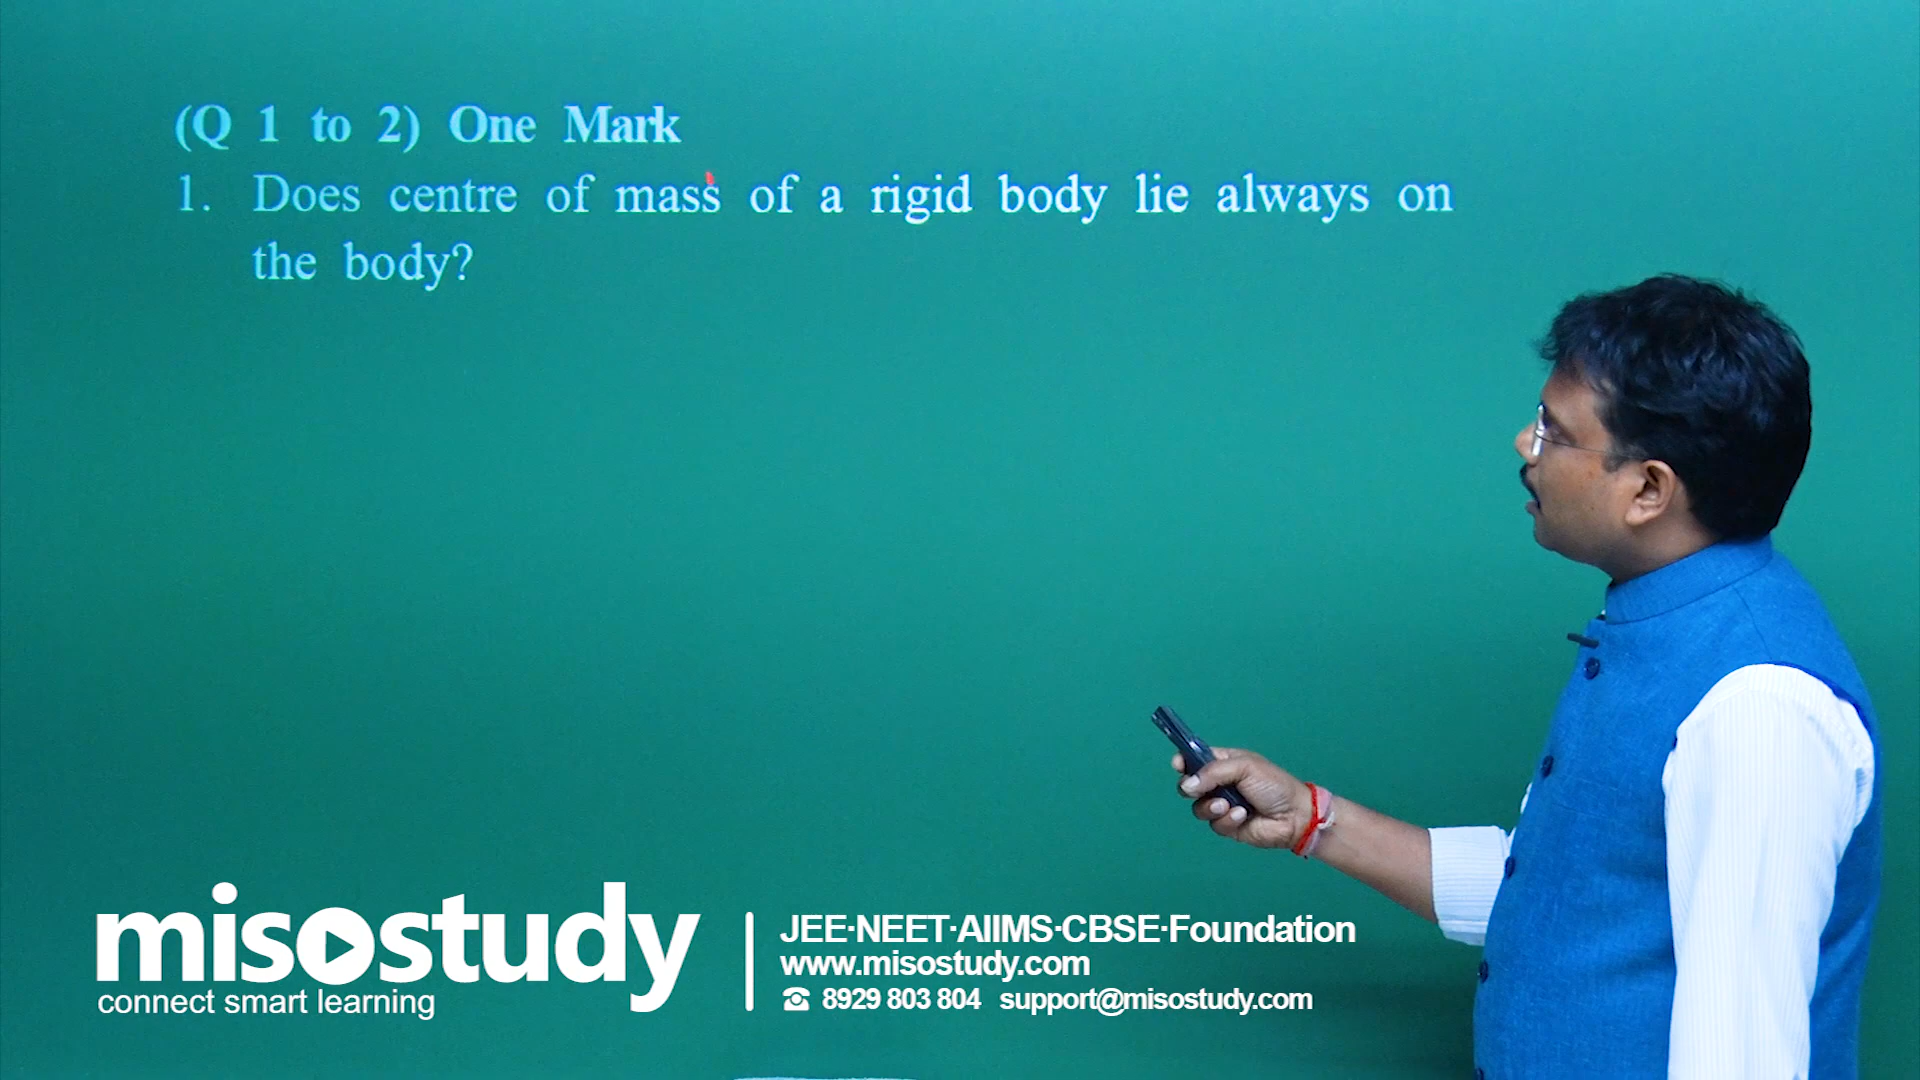 (Q 1 to 2) One Mark
1. Does centre of mass of a rigid body lie always on
the body?
misostudy
connect smart learning
JEE·NEET·AIIMS·CBSE·Foundation
www.misostudy.com
8929 803 804 support@misostudy.com